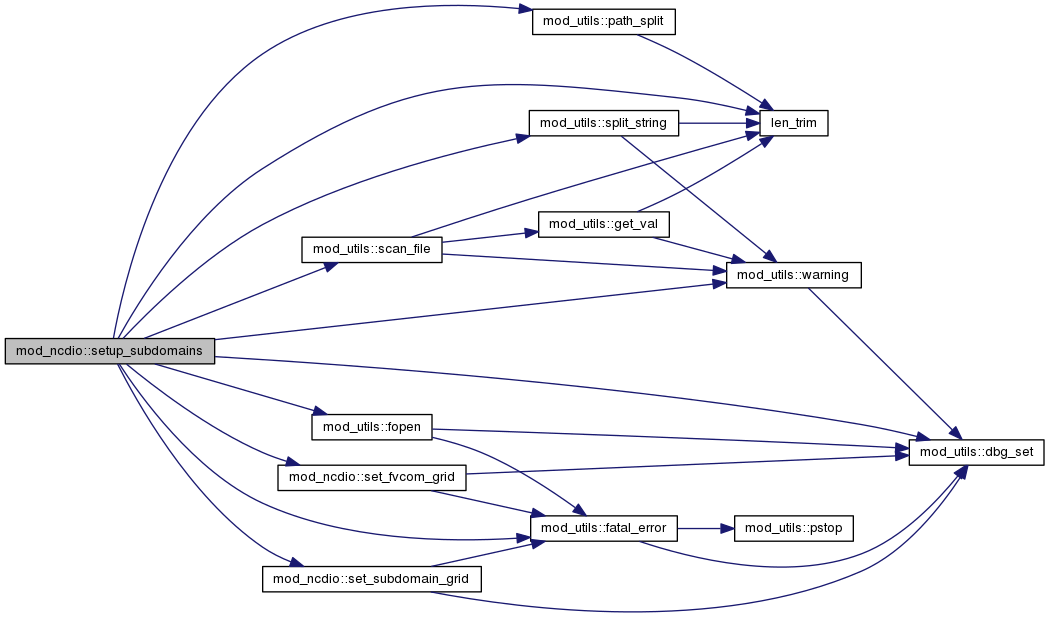 mod_utils::path_split
mod_utils::split_string
len_trim
mod_utils::get_val
mod_utils::scan_file
mod_utils::warning
mod_ncdio::setup_subdomains
mod_utils::fopen
mod_utils::dbg_set
mod_ncdio::set_fvcom_grid
mod_utils::fatal_error
mod_utils::pstop
mod_ncdio::set_subdomain_grid